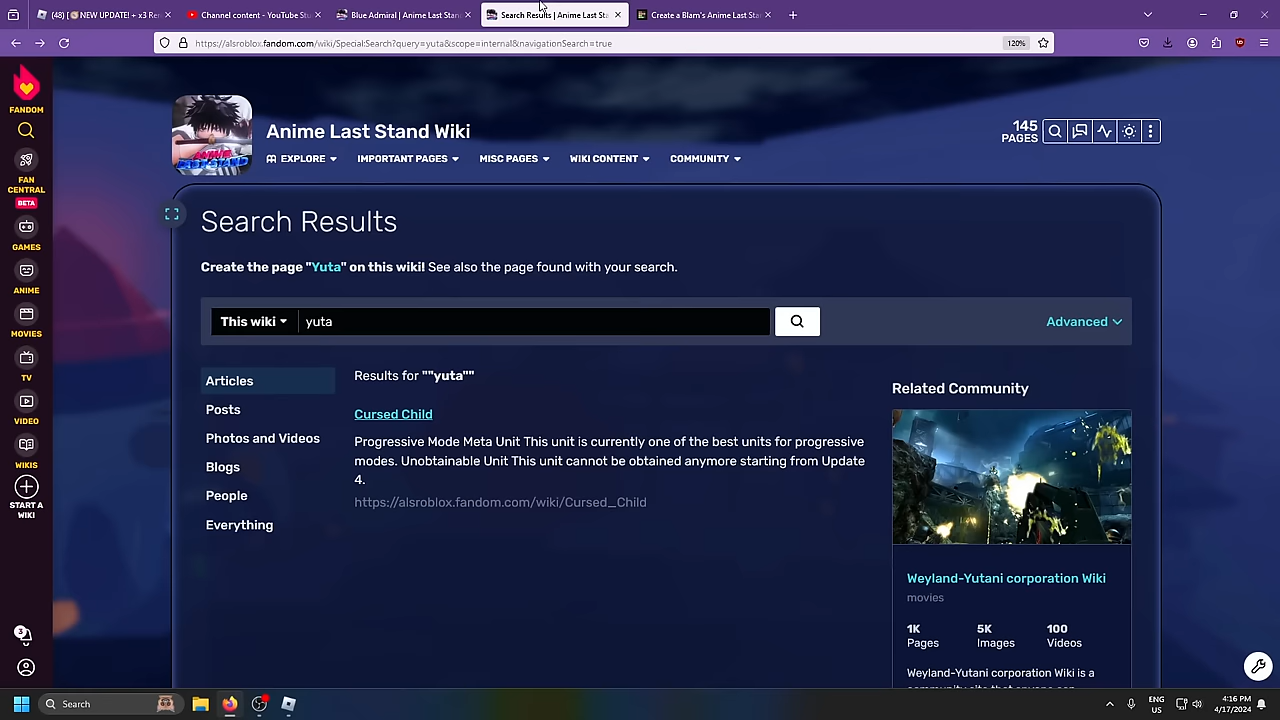 (48) NEW UPDATE! + x3 Rem
Channel content - YouTube Stu
Blue Admiral | Anime Last Stand
Search Results | Anime Last Sta
Create a Blam's Anime Last Stand
https://alsroblox.fandom.com/wiki/Special:Search?query=yuta&scope=internal&navigationSearch=true
120%
FANDOM
FAN
CENTRAL
BETA
GAMES
ANIME
MOVIES
TV
VIDEO
WIKIS
START A
WIKI
3
Anime Last Stand Wiki
145
PAGES
EXPLORE
IMPORTANT PAGES
MISC PAGES
WIKI CONTENT
COMMUNITY
Search Results
Create the page "Yuta" on this wiki! See also the page found with your search.
This wiki
yuta
Advanced
Articles
Posts
Photos and Videos
Blogs
People
Everything
Results for ""yuta""
Cursed Child
Progressive Mode Meta Unit This unit is currently one of the best units for progressive
modes. Unobtainable Unit This unit cannot be obtained anymore starting from Update
4.
https://alsroblox.fandom.com/wiki/Cursed_Child
Related Community
Weyland-Yutani corporation Wiki
movies
1K
Pages
5K
Images
100
Videos
Weyland-Yutani corporation Wiki is a
Search
ENG
US
4:16 PM
4/17/2024